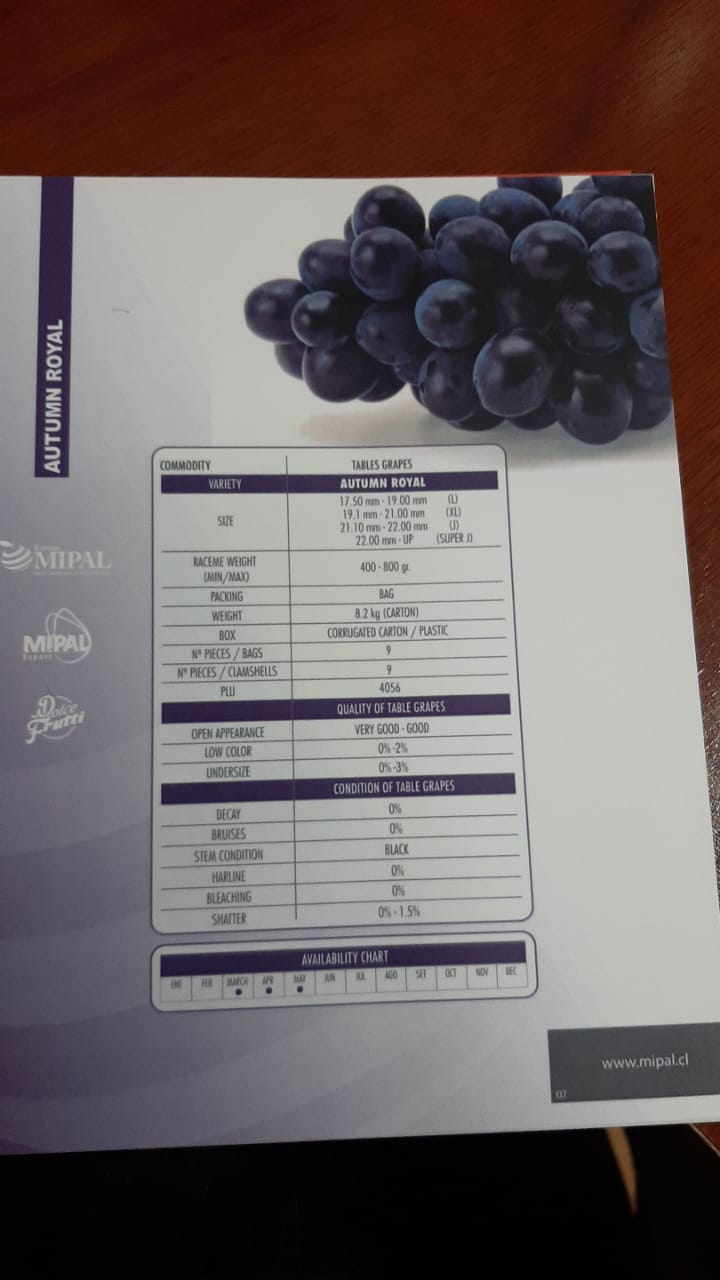 AUTUMN ROYAL
MIPAL
MIPAL
Export
Dolce
Frutti
COMMODITY TABLES GRAPES
VARIETY AUTUMN ROYAL
SIZE
17.50 mm - 19.00 mm (L)
19.1 mm - 21.00 mm (XL)
21.10 mm - 22.00 mm (J)
22.00 mm - UP (SUPER J)
RACEME WEIGHT
(MIN/MAX)
400 - 800 gr.
PACKING BAG
WEIGHT 8.2 kg (CARTON)
BOX CORRUGATED CARTON / PLASTIC
Nº PIECES / BAGS 9
Nº PIECES / CLAMSHELLS 9
PLU 4056
QUALITY OF TABLE GRAPES
OPEN APPEARANCE VERY GOOD - GOOD
LOW COLOR 0% -2%
UNDERSIZE 0% -3%
CONDITION OF TABLE GRAPES
DECAY 0%
BRUISES 0%
STEM CONDITION BLACK
HARLINE 0%
BLEACHING 0%
SHATTER 0% - 1.5%
AVAILABILITY CHART
ENE FEB MARCH APR MAY JUN JUL AGO SET OCT NOV DEC
www.mipal.cl
07